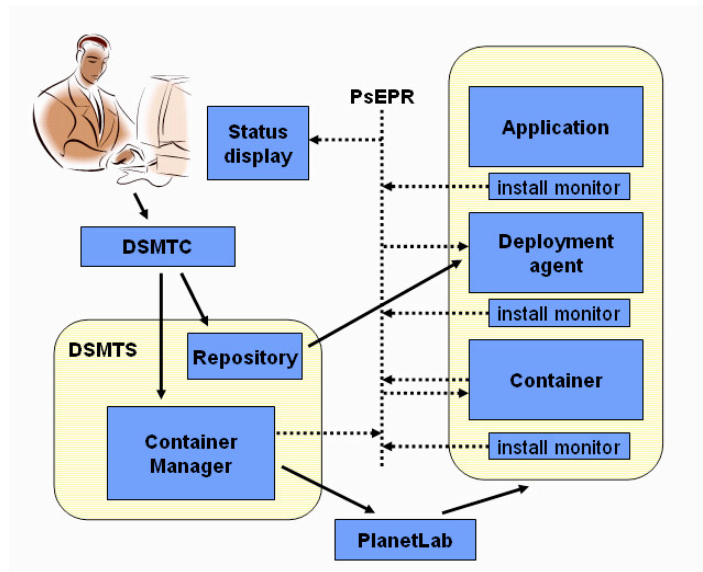 PsEPR
Status
display
Application
install monitor
DSMTC
Deployment
agent
install monitor
DSMTS
Repository
Container
Container
Manager
install monitor
PlanetLab